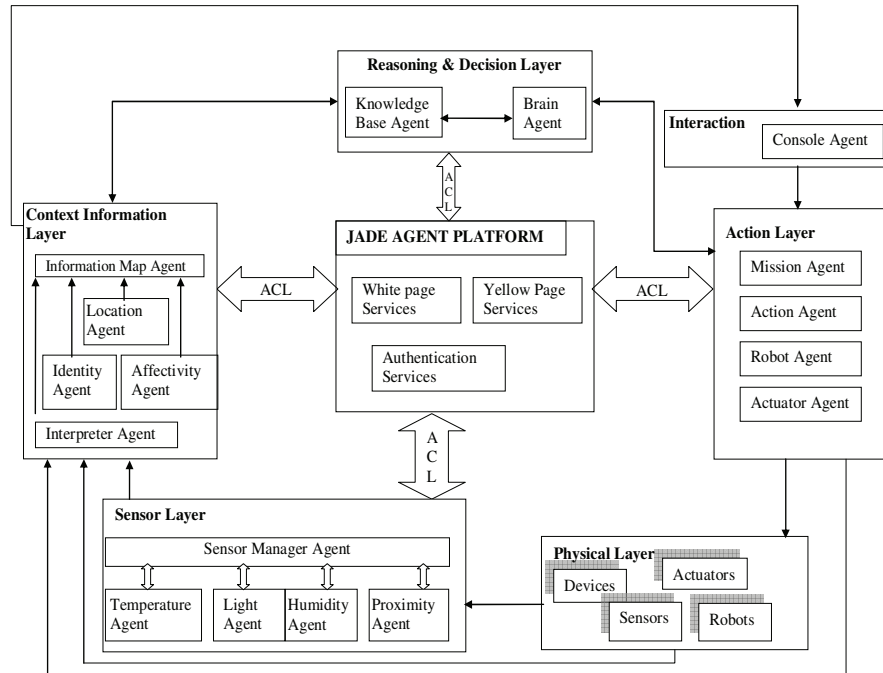 Reasoning & Decision Layer
Knowledge
Base Agent
Brain
Agent
Interaction
Console Agent
A
C
L
Context Information
Layer
Information Map Agent
Location
Agent
Identity
Agent
Affectivity
Agent
Interpreter Agent
ACL
JADE AGENT PLATFORM
White page
Services
Yellow Page
Services
Authentication
Services
ACL
Action Layer
Mission Agent
Action Agent
Robot Agent
Actuator Agent
A
C
L
Sensor Layer
Sensor Manager Agent
Temperature
Agent
Light
Agent
Humidity
Agent
Proximity
Agent
Physical Layer
Devices
Actuators
Sensors
Robots